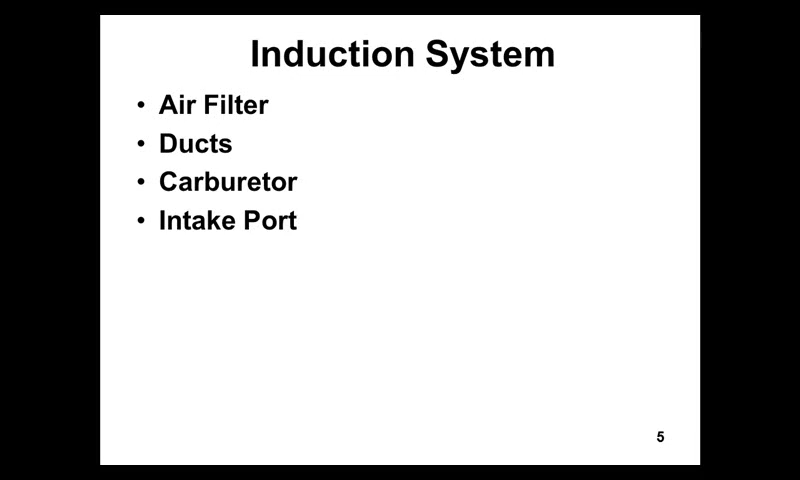 Induction System
• Air Filter
• Ducts
• Carburetor
• Intake Port
5